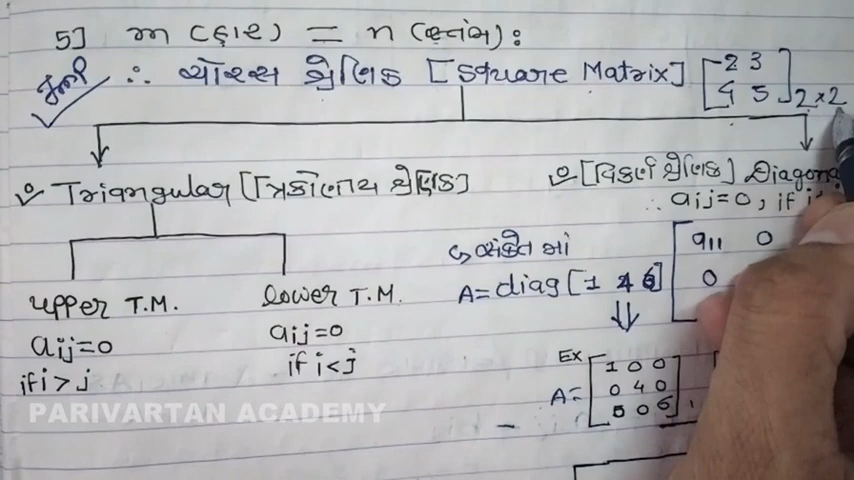 5] m (હાર) = n (સ્તંભ) :
∴ ચોરસ શ્રેણિક [Square Matrix] [-2 3
4 5] 2×2
Triangular [ત્રિકોણીય શ્રેણિક]
[વિકર્ણ શ્રેણિક] Diagona
∴ aij=0, if i
upper T.M.
aij=0
if i > j
lower T.M.
aij=0
if i < j
સંકેત માં
A= diag [1 4 6]
a11 0
0
Ex
A= [1 0 0
0 4 0
0 0 6],
PARIVARTAN ACADEMY